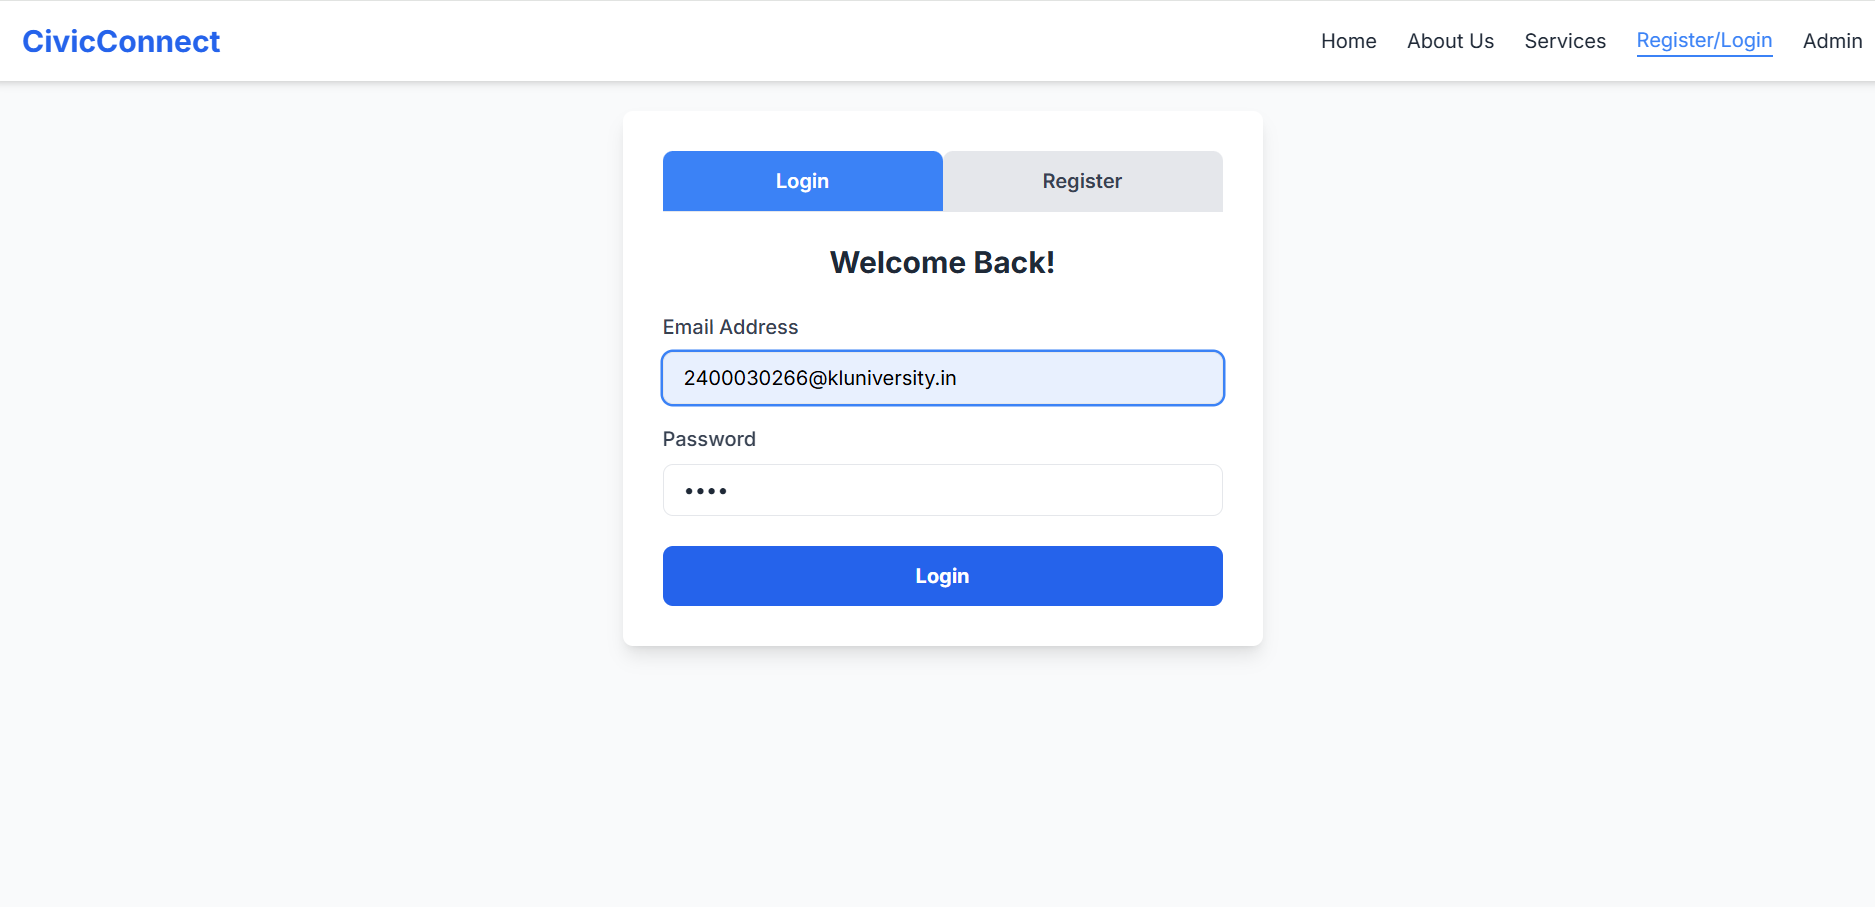 CivicConnect
Home About Us Services Register/Login Admin
Login Register
Welcome Back!
Email Address
2400030266@kluniversity.in
Password
••••
Login